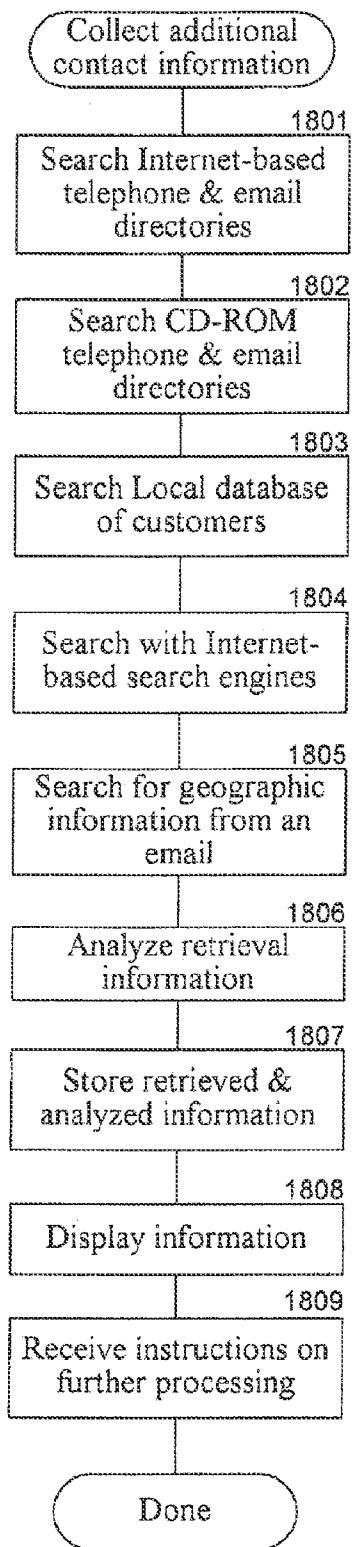 Collect additional
contact information
1801
Search Internet-based
telephone & email
directories
1802
Search CD-ROM
telephone & email
directories
1803
Search Local database
of customers
1804
Search with Internet-
based search engines
1805
Search for geographic
information from an
email
1806
Analyze retrieval
information
1807
Store retrieved &
analyzed information
1808
Display information
1809
Receive instructions on
further processing
Done